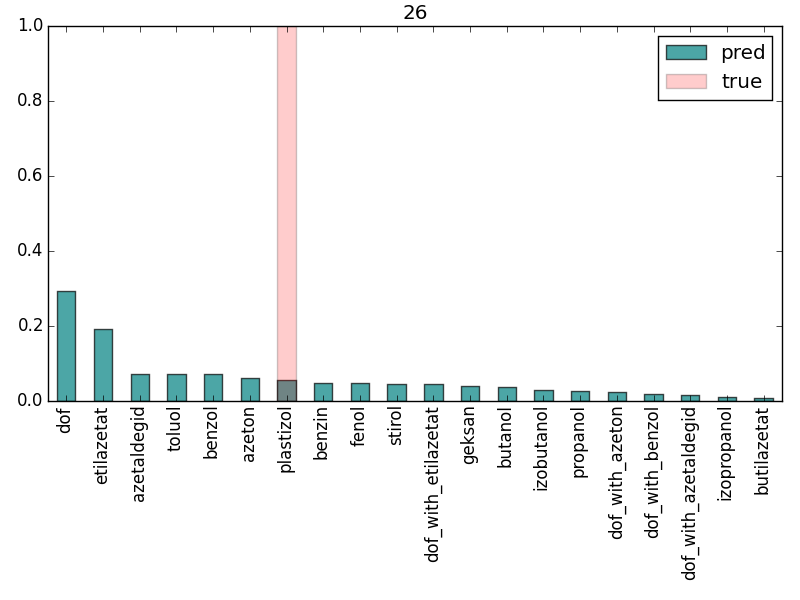 26
1.0
0.8
0.6
0.4
0.2
0.0
pred
true
dof
etilazetat
azetaldegid
toluol
benzol
azeton
plastizol
benzin
fenol
stirol
dof_with_etilazetat
geksan
butanol
izobutanol
propanol
dof_with_azeton
dof_with_benzol
dof_with_azetaldegid
izopropanol
butilazetat